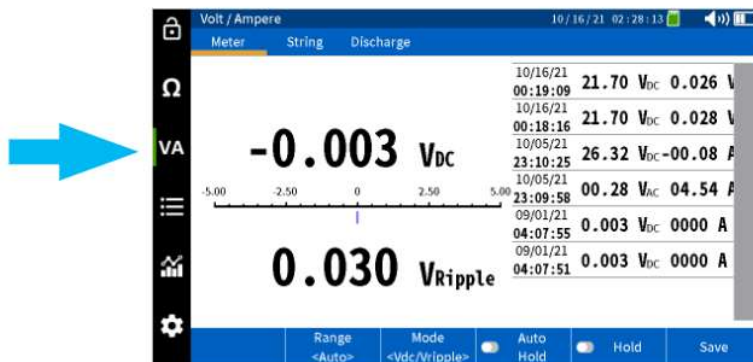 Volt / Ampere
10/16/21 02:28:13
Meter String Discharge
Ω
VA
-0.003 VDC
-5.00 -2.50 0 2.50 5.00
0.030 VRipple
10/16/21
00:19:09 21.70 VDC 0.026 V
10/16/21
00:18:16 21.70 VDC 0.028 V
10/05/21
23:10:25 26.32 VDC -00.08 A
10/05/21
23:09:58 00.28 VAC 04.54 A
09/01/21
04:07:55 0.003 VDC 0000 A
09/01/21
04:07:51 0.003 VDC 0000 A
Range
<Auto>
Mode
<Vdc/Vripple>
Auto
Hold
Hold
Save